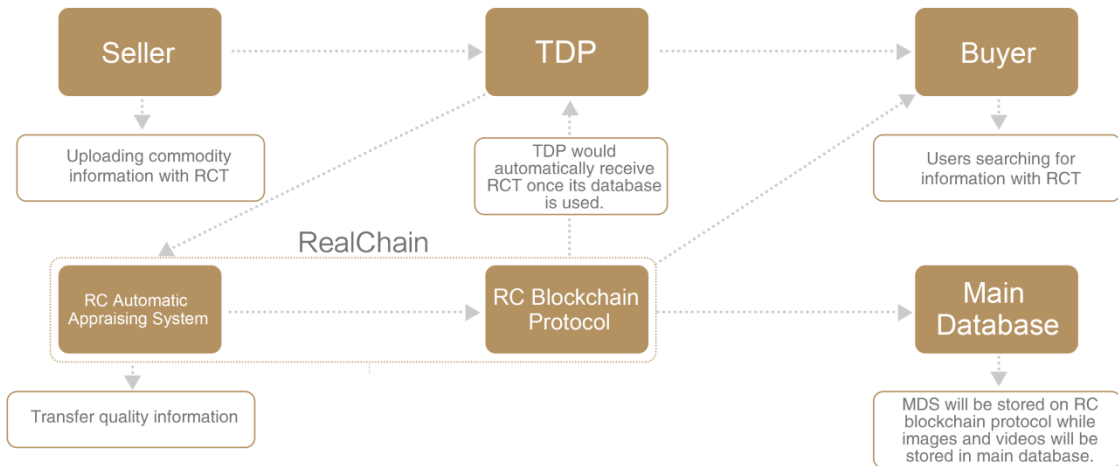 Seller
TDP
Buyer
Uploading commodity
information with RCT
TDP would
automatically receive
RCT once its database
is used.
Users searching for
information with RCT
RealChain
RC Automatic
Appraising System
RC Blockchain
Protocol
Main
Database
Transfer quality information
MDS will be stored on RC
blockchain protocol while
images and videos will be
stored in main database.